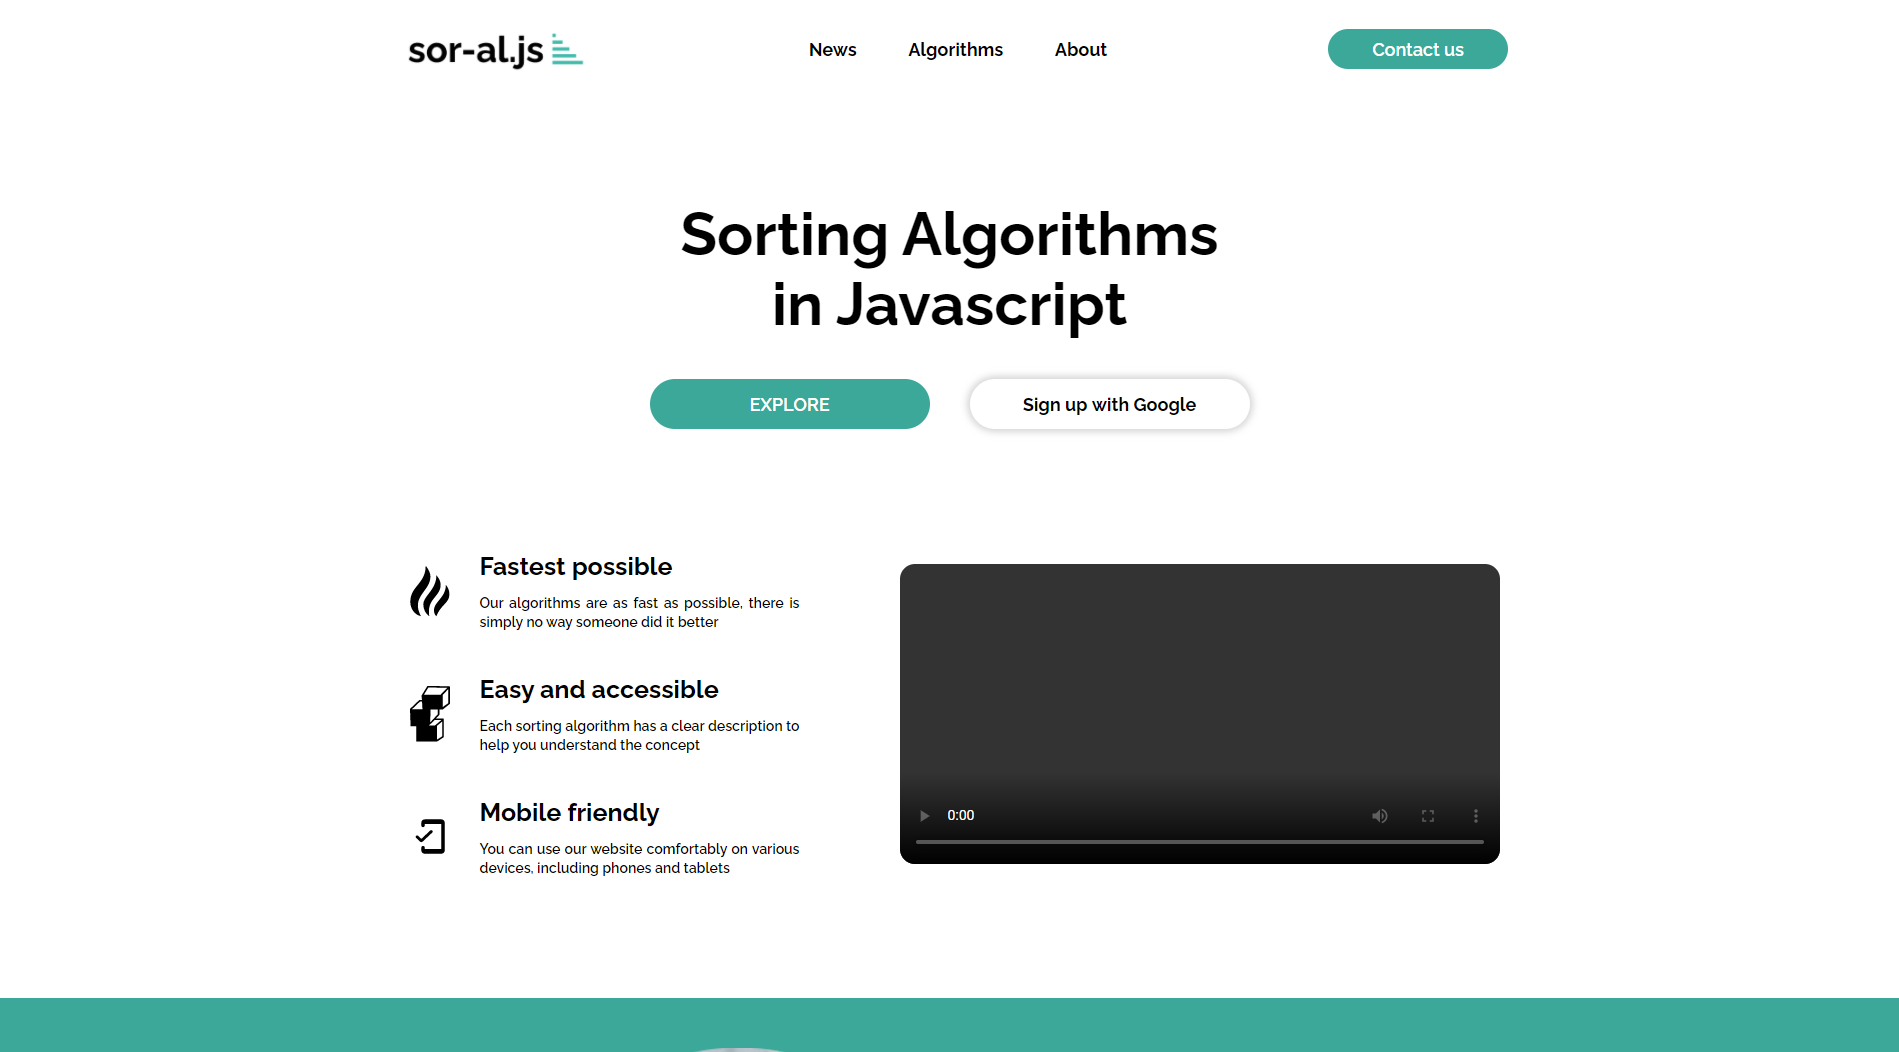 sor-al.js
News
Algorithms
About
Contact us
Sorting Algorithms
in Javascript
EXPLORE
Sign up with Google
Fastest possible
Our algorithms are as fast as possible, there is
simply no way someone did it better
Easy and accessible
Each sorting algorithm has a clear description to
help you understand the concept
Mobile friendly
You can use our website comfortably on various
devices, including phones and tablets
0:00